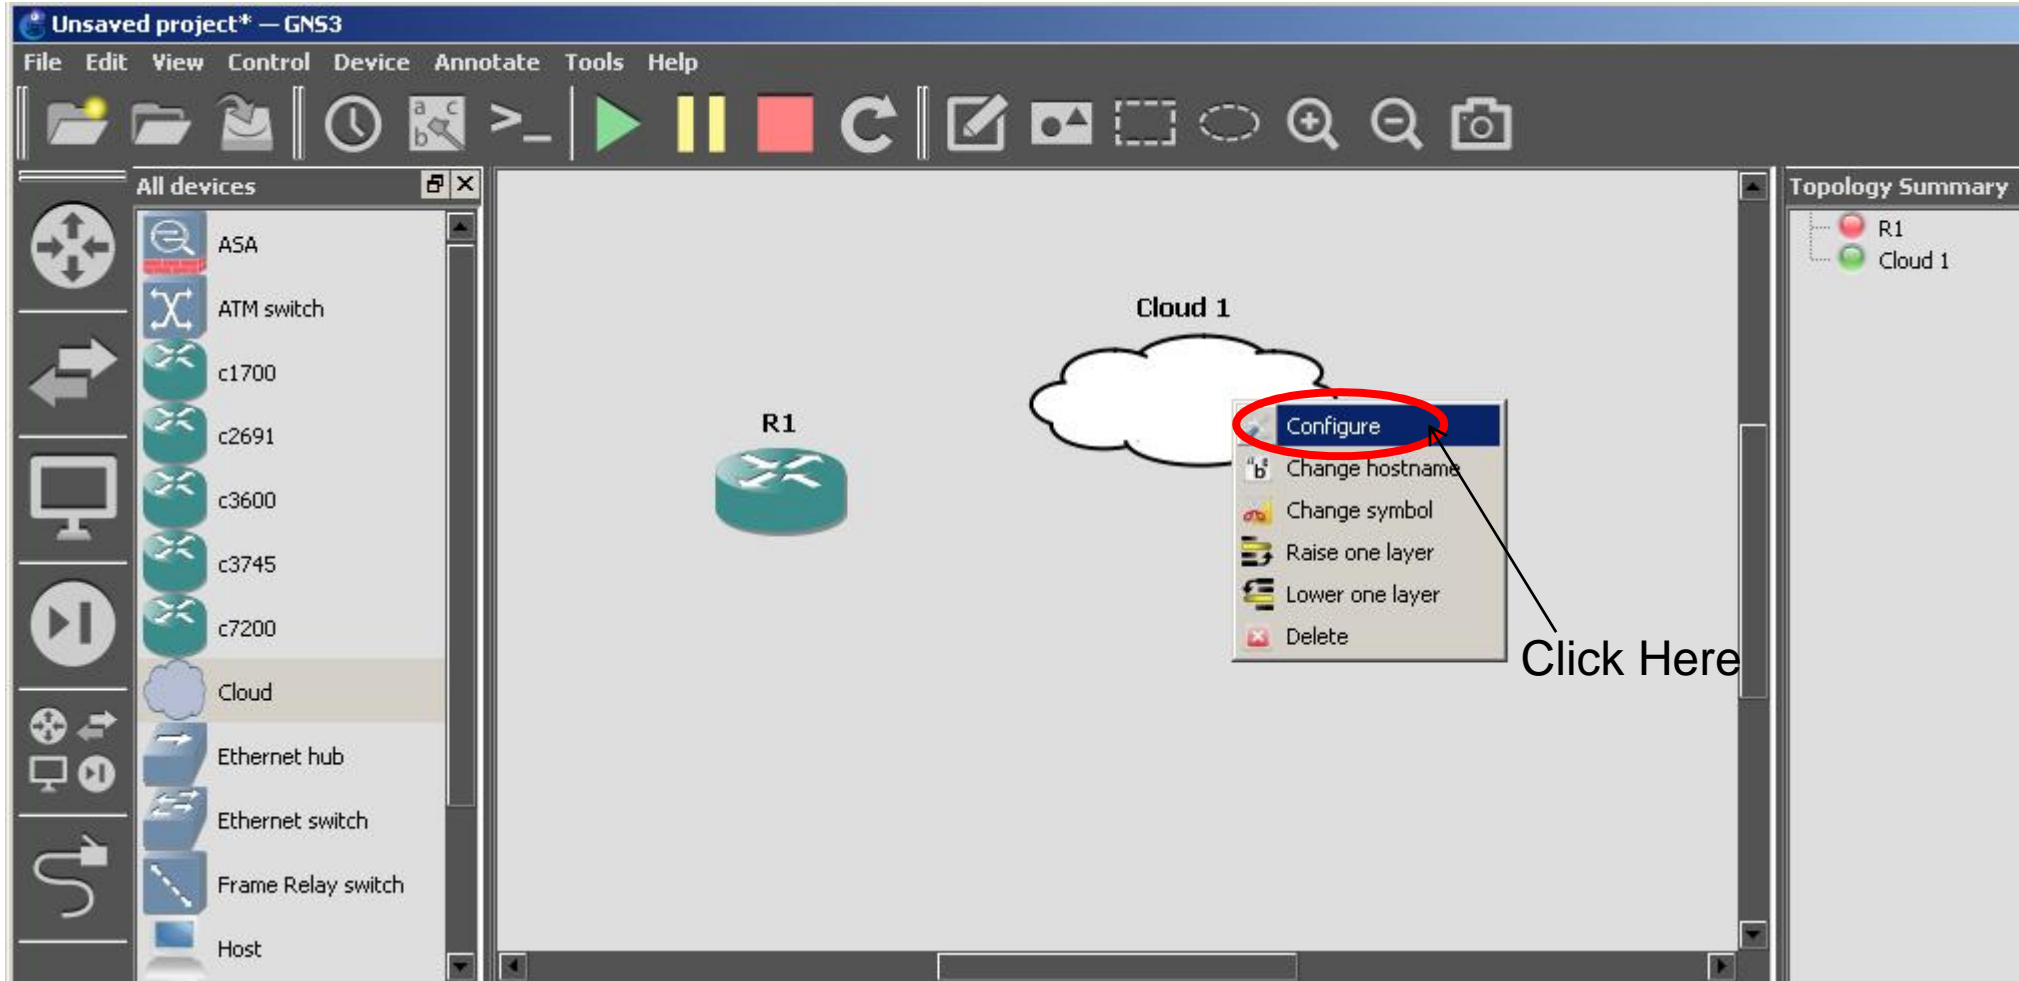 Unsaved project* — GNS3
File Edit View Control Device Annotate Tools Help
All devices
ASA
ATM switch
c1700
c2691
c3600
c3745
c7200
Cloud
Ethernet hub
Ethernet switch
Frame Relay switch
Host
R1
Cloud 1
Configure
Change hostname
Change symbol
Raise one layer
Lower one layer
Delete
Click Here
Topology Summary
R1
Cloud 1